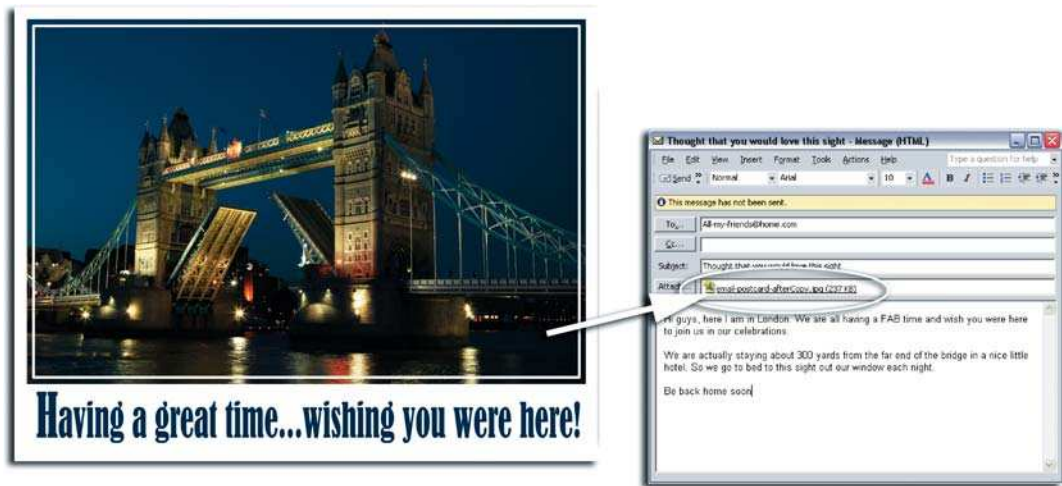 Having a great time...wishing you were here!
Thought that you would love this sight - Message (HTML)
File Edit View Insert Format Tools Actions Help Type a question for help
Send Normal Arial 10 A B I
This message has not been sent.
To... All-my-friends@home.com
Cc...
Subject: Thought that you would love this sight
Attach... email-postcard-afterCopy.jpg (237 KB)
Hi guys, here I am in London. We are all having a FAB time and wish you were here
to join us in our celebrations.
We are actually staying about 300 yards from the far end of the bridge in a nice little
hotel. So we go to bed to this sight out our window each night.
Be back home soon